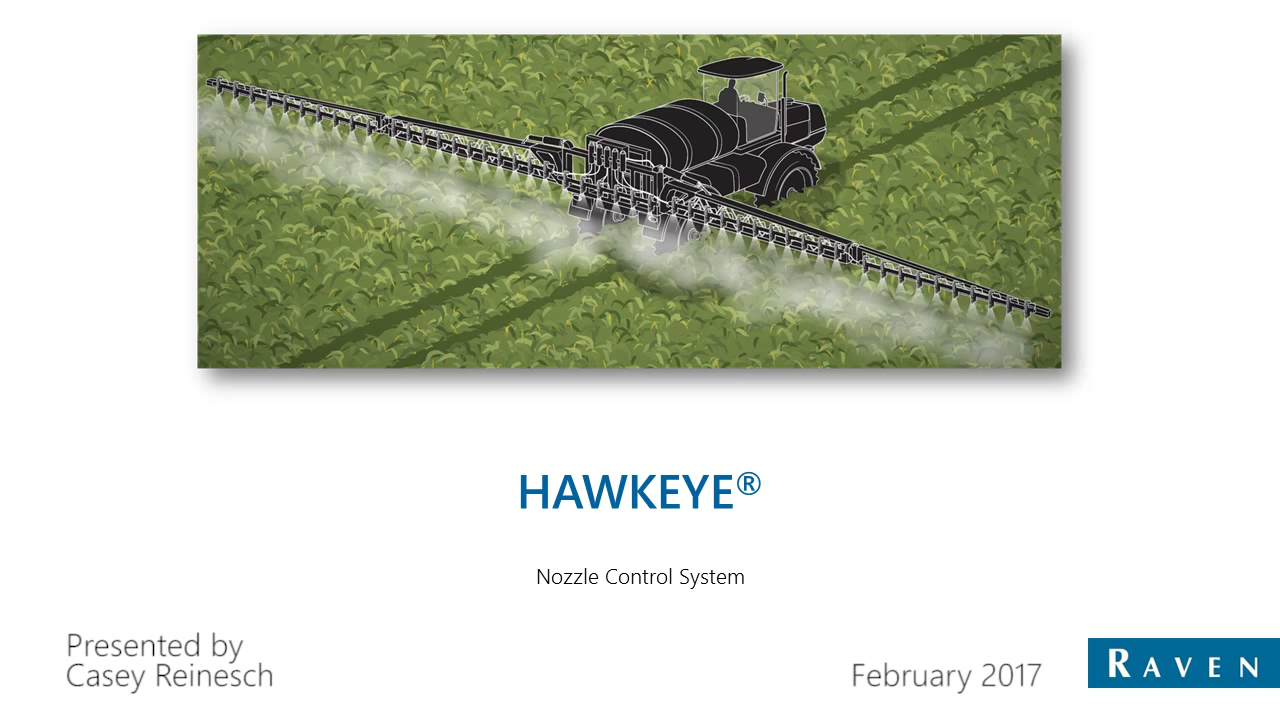 HAWKEYE®
Nozzle Control System
Presented by
Casey Reinesch
February 2017
RAVEN